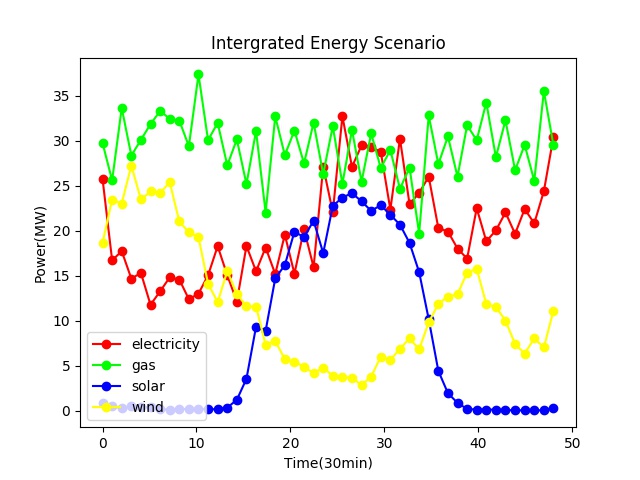 Intergrated Energy Scenario
Power(MW)
35
30
25
20
15
10
5
0
electricity
gas
solar
wind
0 10 20 30 40 50
Time(30min)